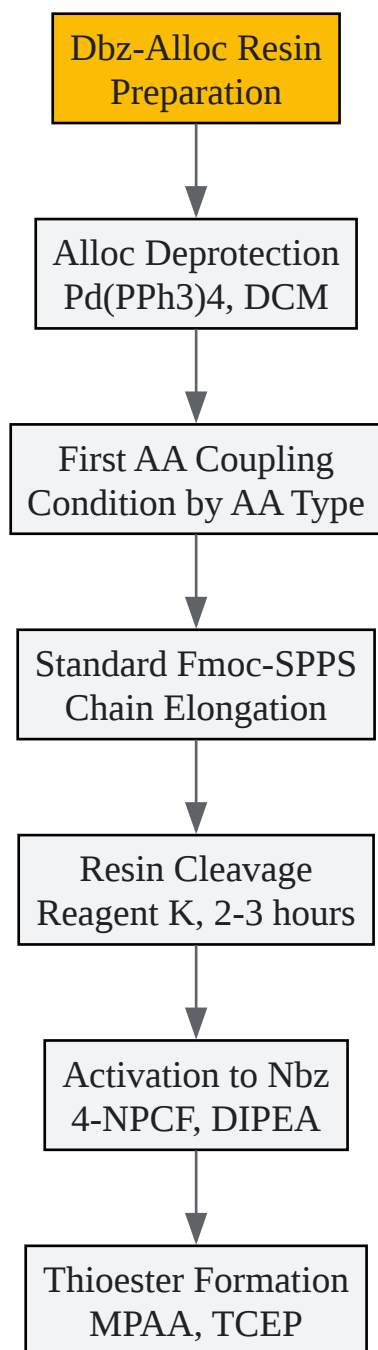 Dbz-Alloc Resin
Preparation
Alloc Deprotection
Pd(PPh3)4, DCM
First AA Coupling
Condition by AA Type
Standard Fmoc-SPPS
Chain Elongation
Resin Cleavage
Reagent K, 2-3 hours
Activation to Nbz
4-NPCF, DIPEA
Thioester Formation
MPAA, TCEP